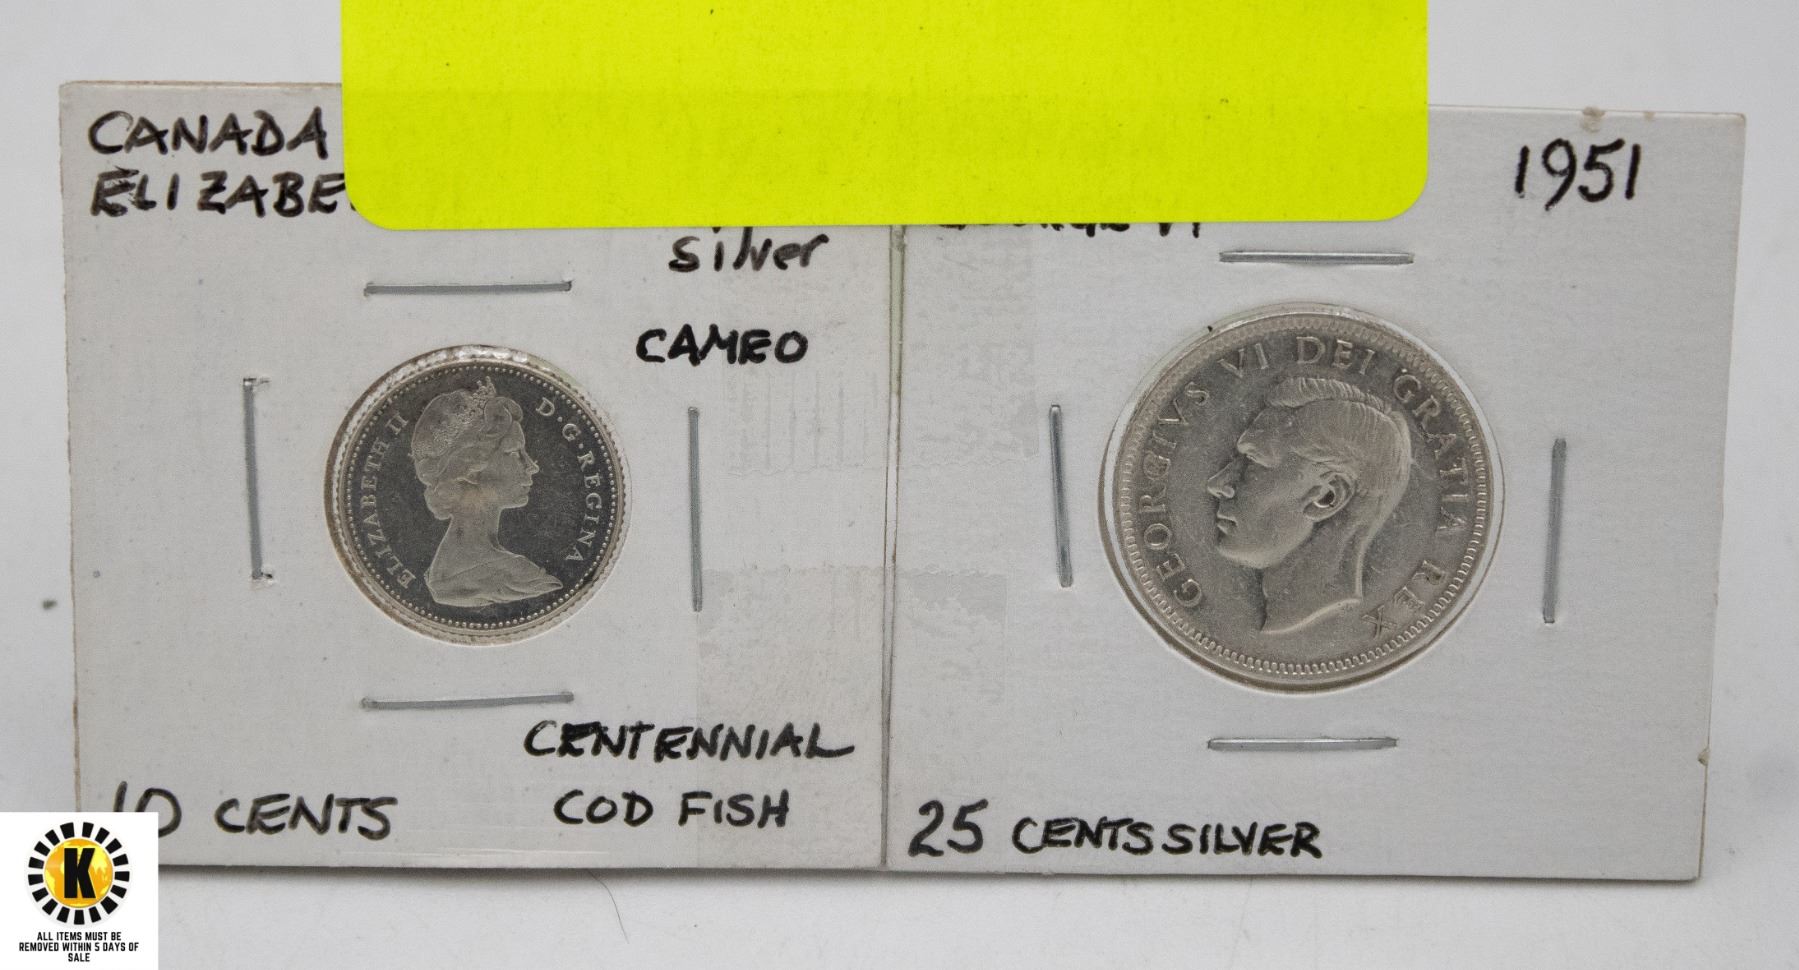 CANADA
silver
CAMEO
ELIZABETH II D·G·REGINA
CENTENNIAL
COD FISH
10 CENTS
1951
GEORGIVS VI DEI GRATIA REX
25 CENTS SILVER
K
ALL ITEMS MUST BE
REMOVED WITHIN 5 DAYS OF
SALE